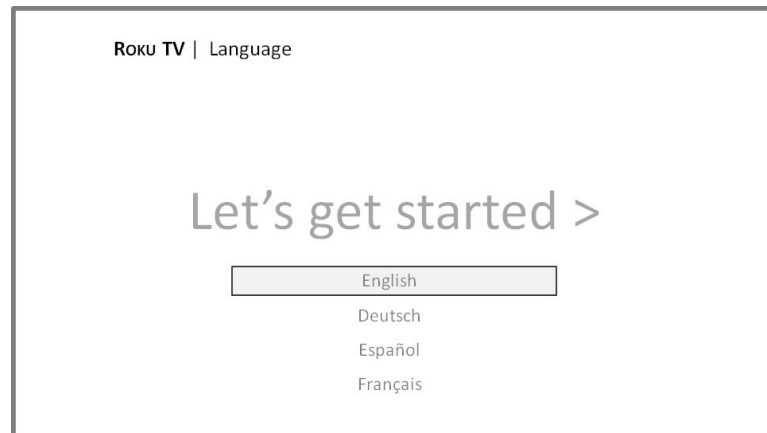 Roku TV | Language
Let's get started >
English
Deutsch
Español
Français